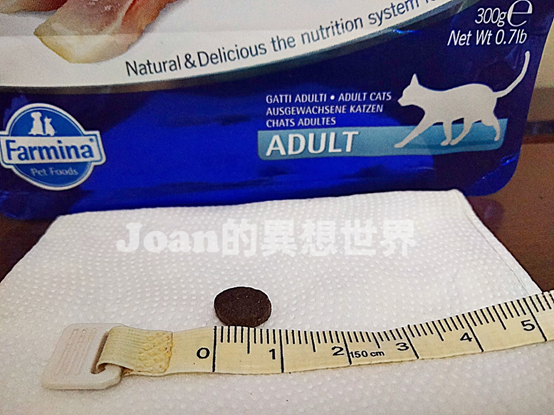 Natural & Delicious the nutrition system
300g ℮
Net Wt 0.7lb
GATTI ADULTI • ADULT CATS
AUSGEWACHSENE KATZEN
CHATS ADULTES
ADULT
Farmina
Pet Foods
Joan的異想世界
0 1 2 150 cm 3 4 5